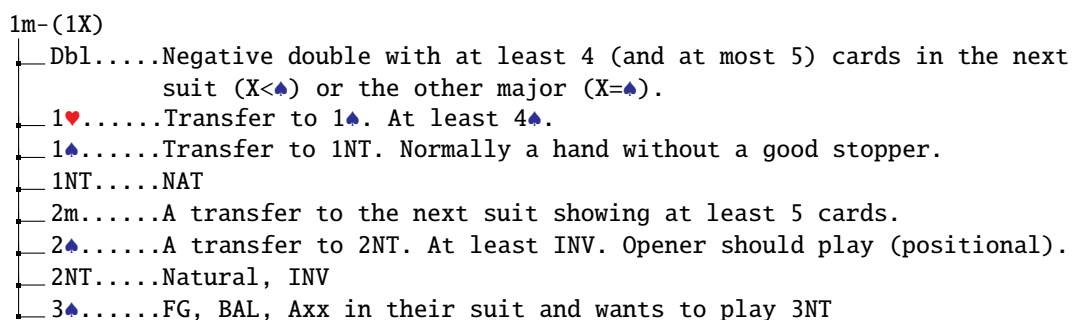 1m-(1X)
Dbl.....Negative double with at least 4 (and at most 5) cards in the next
suit (X<♠) or the other major (X=♠).
1♥......Transfer to 1♠. At least 4♠.
1♠......Transfer to 1NT. Normally a hand without a good stopper.
1NT.....NAT
2m......A transfer to the next suit showing at least 5 cards.
2♠......A transfer to 2NT. At least INV. Opener should play (positional).
2NT.....Natural, INV
3♠......FG, BAL, Axx in their suit and wants to play 3NT